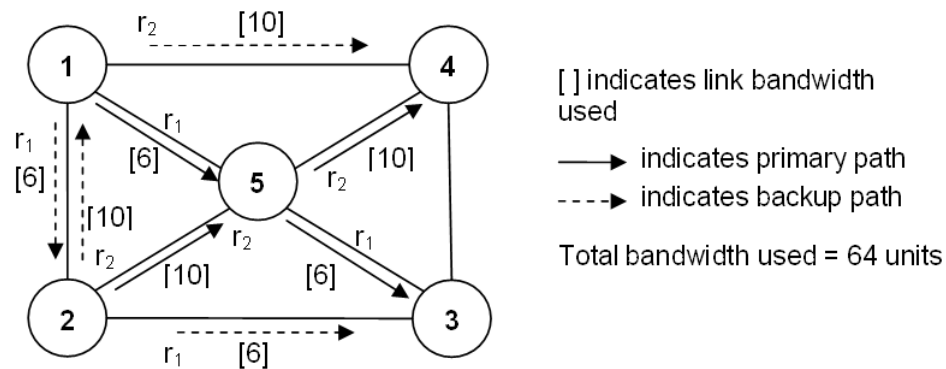 r₂ [10]
1
4
[ ] indicates link bandwidth
used
r₁
[6]
r₁
[6]
5
[10]
r₂
indicates primary path
indicates backup path
[10]
r₂
r₂
[10]
r₁
[6]
Total bandwidth used = 64 units
2
3
r₁ [6]